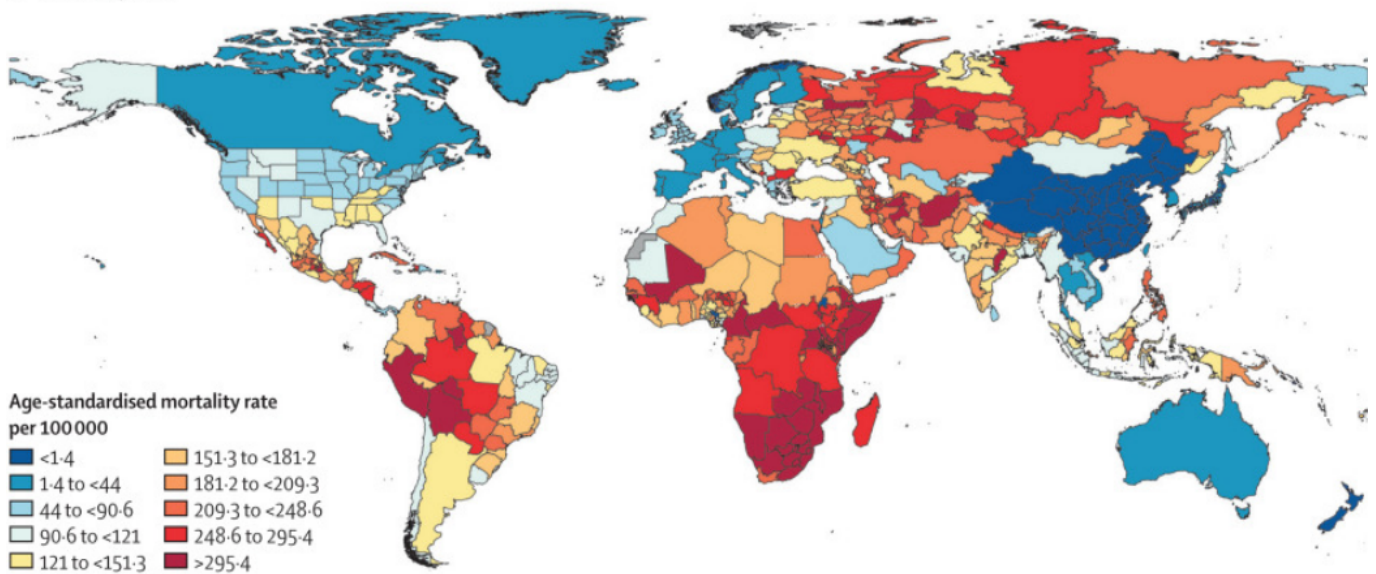 Age-standardised mortality rate
per 100 000
<1·4
1·4 to <44
44 to <90·6
90·6 to <121
121 to <151·3
151·3 to <181·2
181·2 to <209·3
209·3 to <248·6
248·6 to 295·4
>295·4